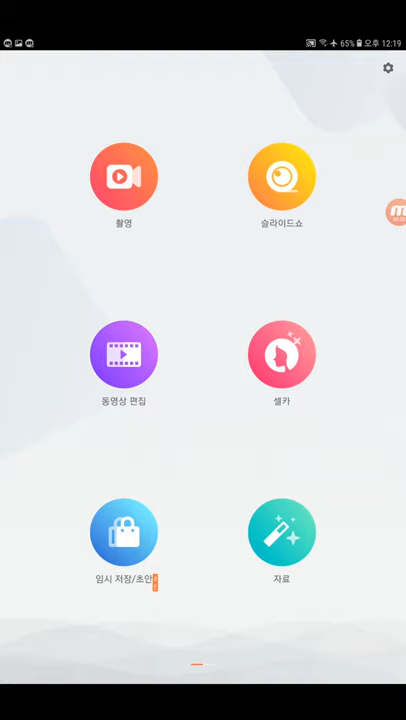 65% 오후 12:19
촬영
슬라이드쇼
동영상 편집
셀카
임시 저장/초안
자료